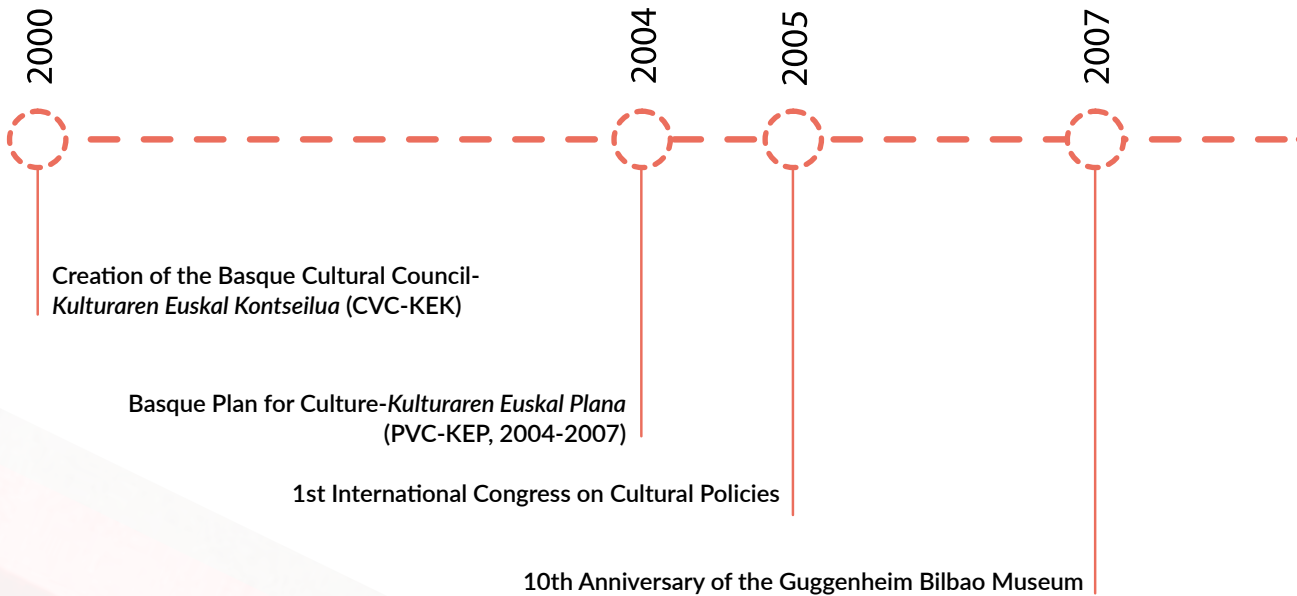 2000
2004
2005
2007
Creation of the Basque Cultural Council-
Kulturaren Euskal Kontseilua (CVC-KEK)
Basque Plan for Culture-Kulturaren Euskal Plana
(PVC-KEP, 2004-2007)
1st International Congress on Cultural Policies
10th Anniversary of the Guggenheim Bilbao Museum